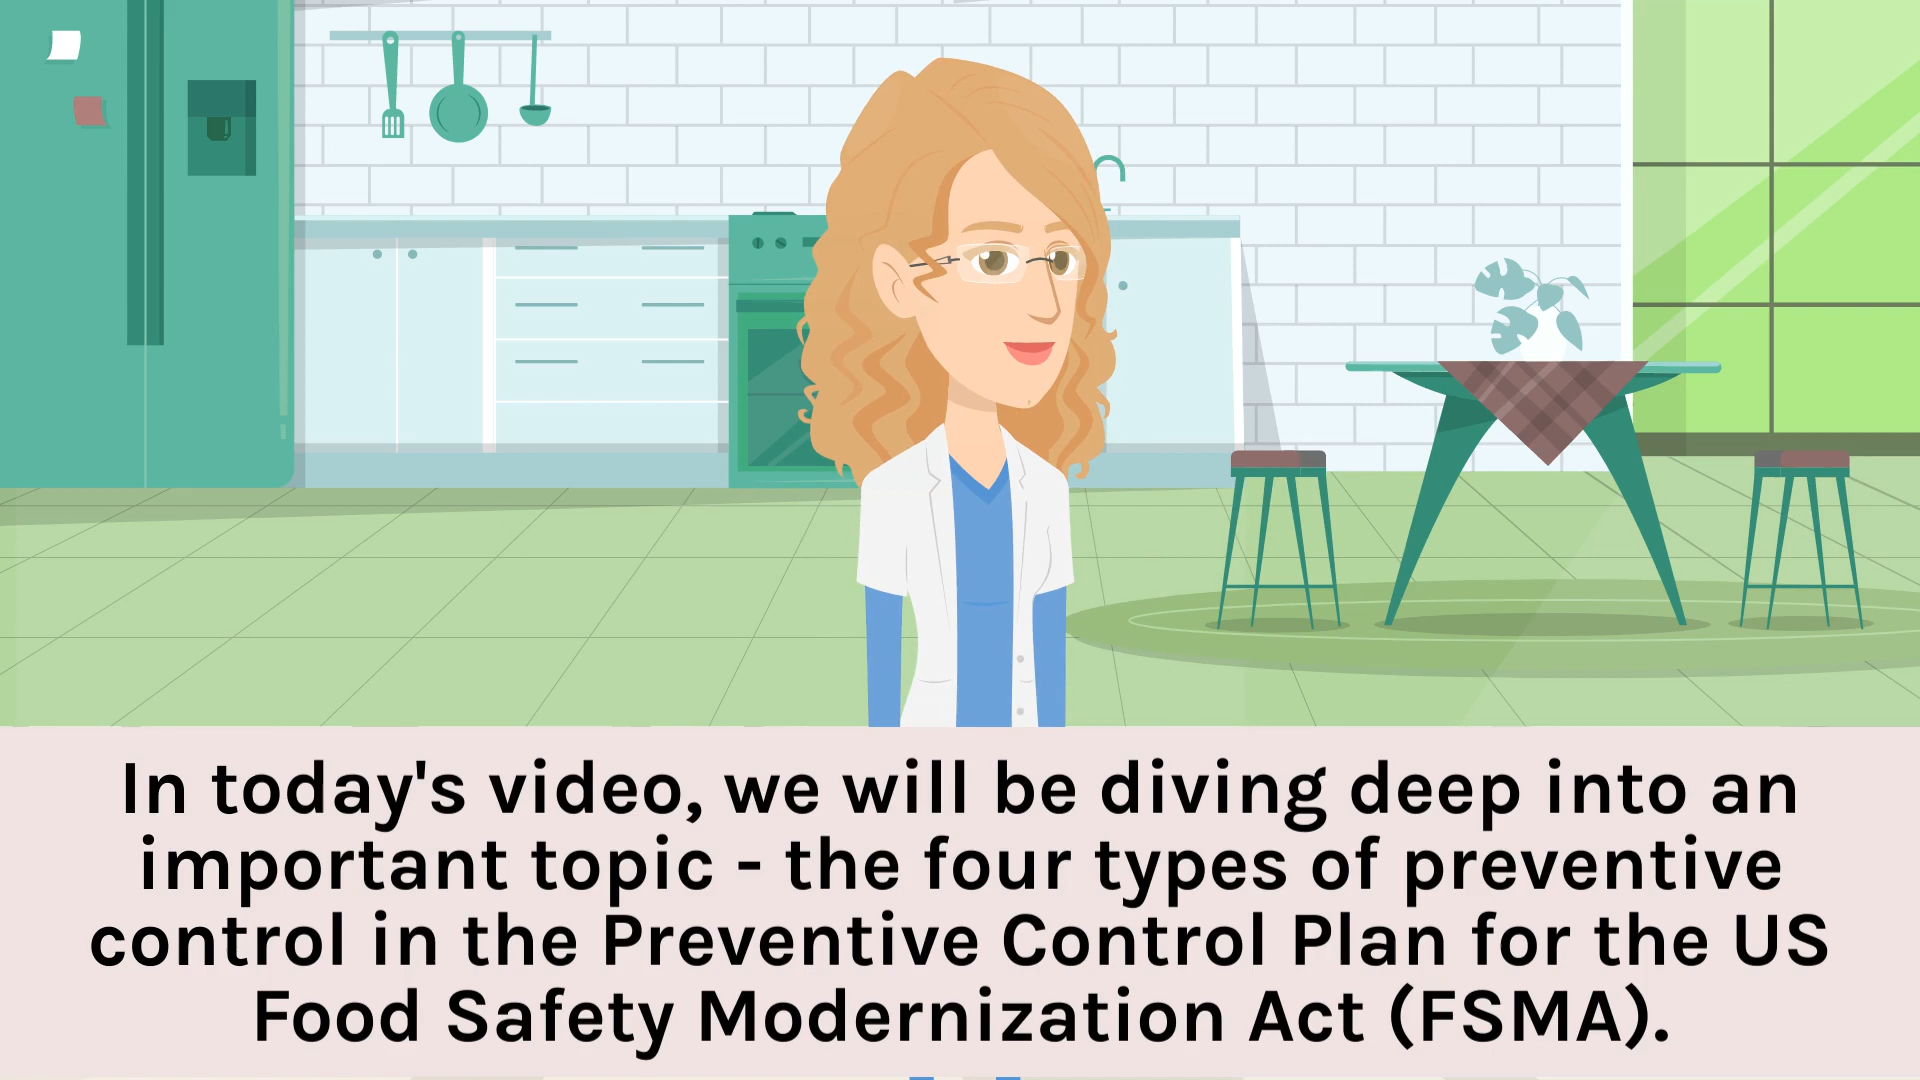 In today's video, we will be diving deep into an
important topic - the four types of preventive
control in the Preventive Control Plan for the US
Food Safety Modernization Act (FSMA).